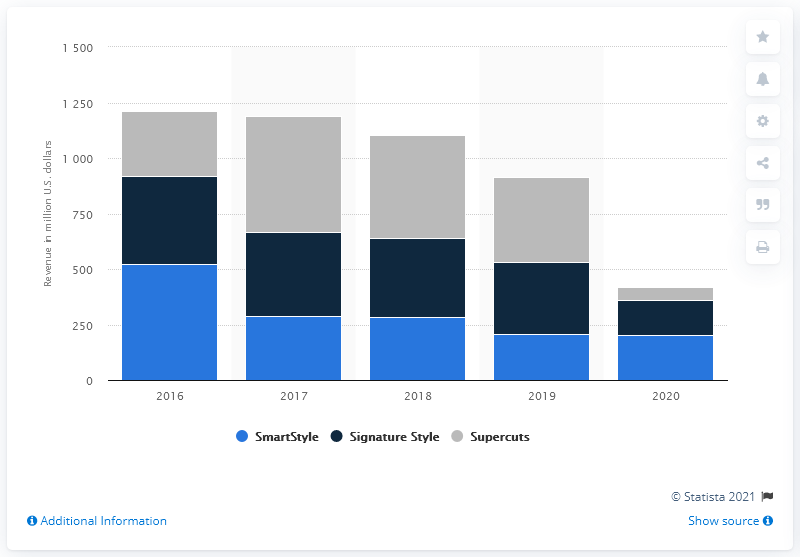 Revenue in million U.S. dollars
1 500
1 250
1 000
750
500
250
0
2016 2017 2018 2019 2020
SmartStyle Signature Style Supercuts
© Statista 2021
Additional Information Show source